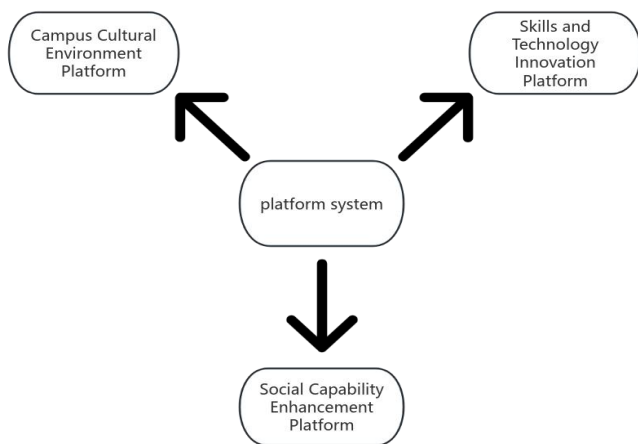 Campus Cultural
Environment
Platform
Skills and
Technology
Innovation
Platform
platform system
Social Capability
Enhancement
Platform